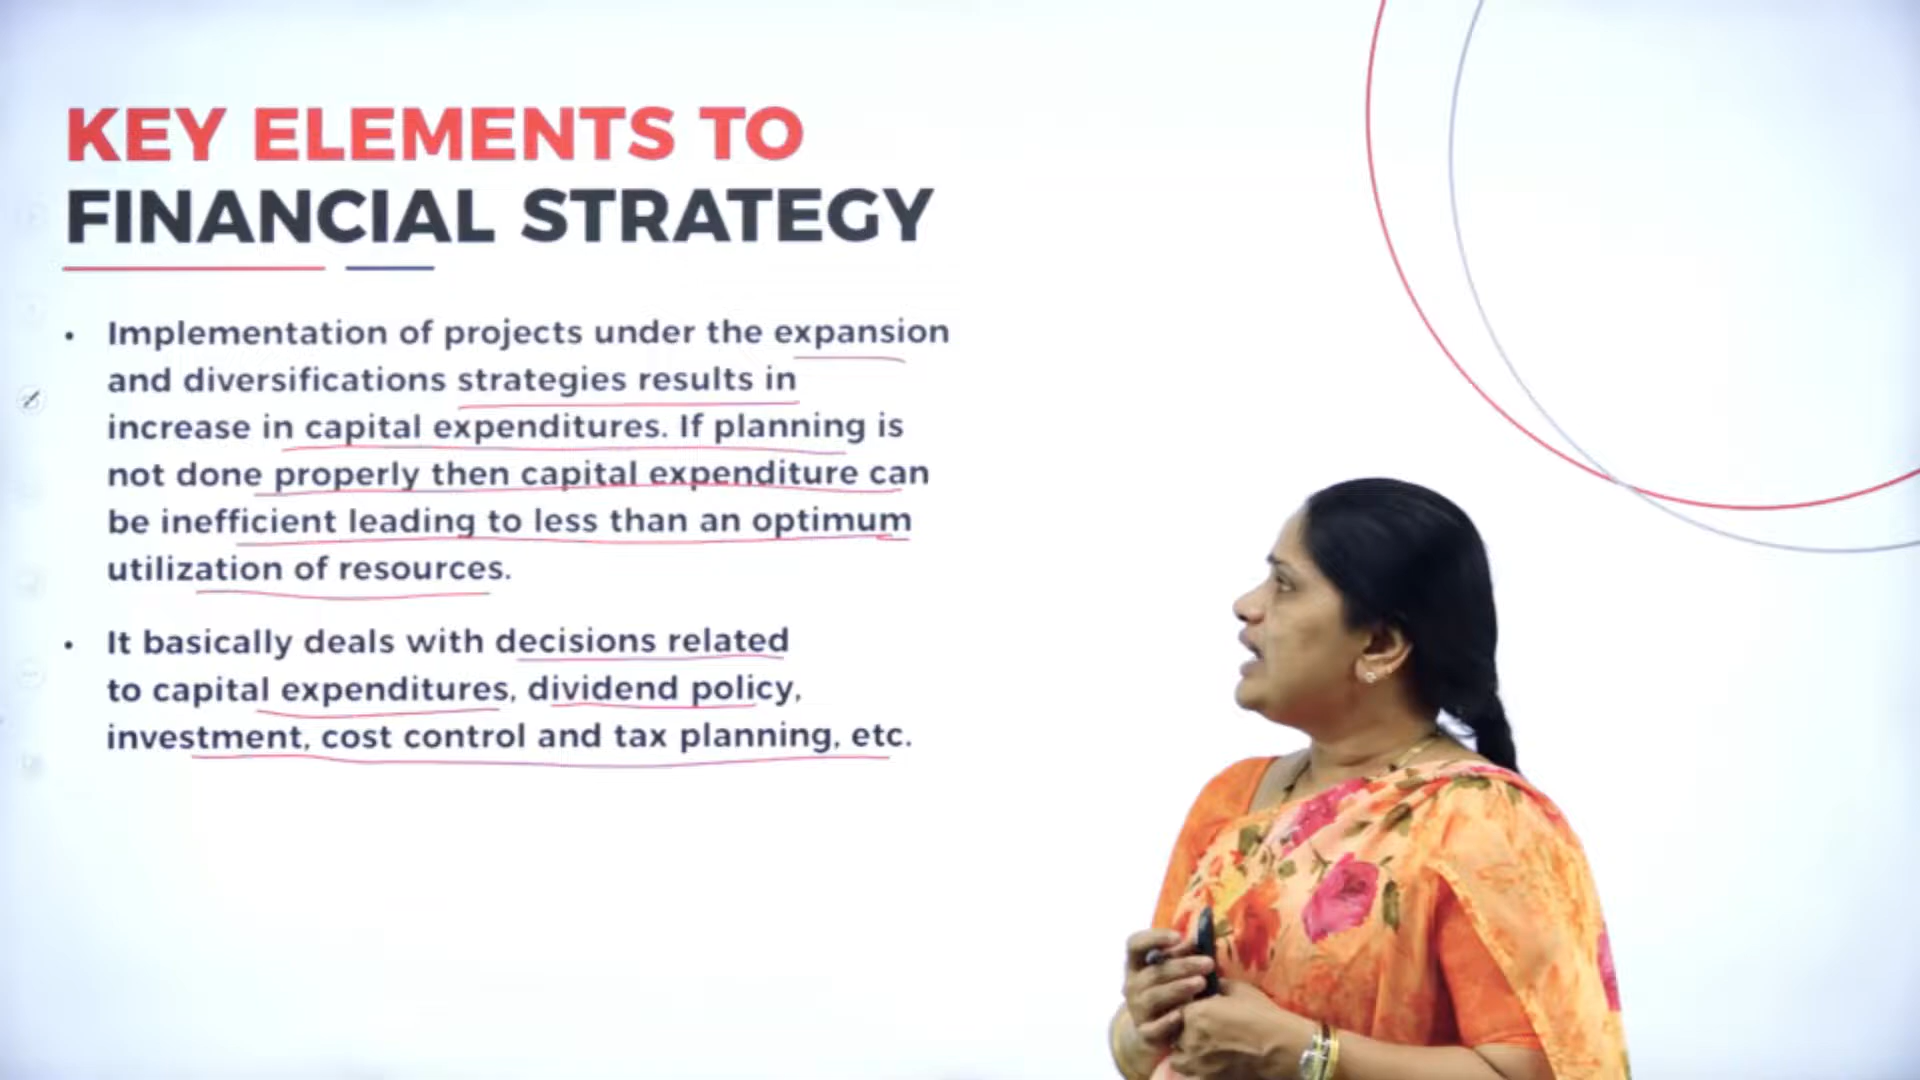 KEY ELEMENTS TO
FINANCIAL STRATEGY
• Implementation of projects under the expansion
and diversifications strategies results in
increase in capital expenditures. If planning is
not done properly then capital expenditure can
be inefficient leading to less than an optimum
utilization of resources.
• It basically deals with decisions related
to capital expenditures, dividend policy,
investment, cost control and tax planning, etc.